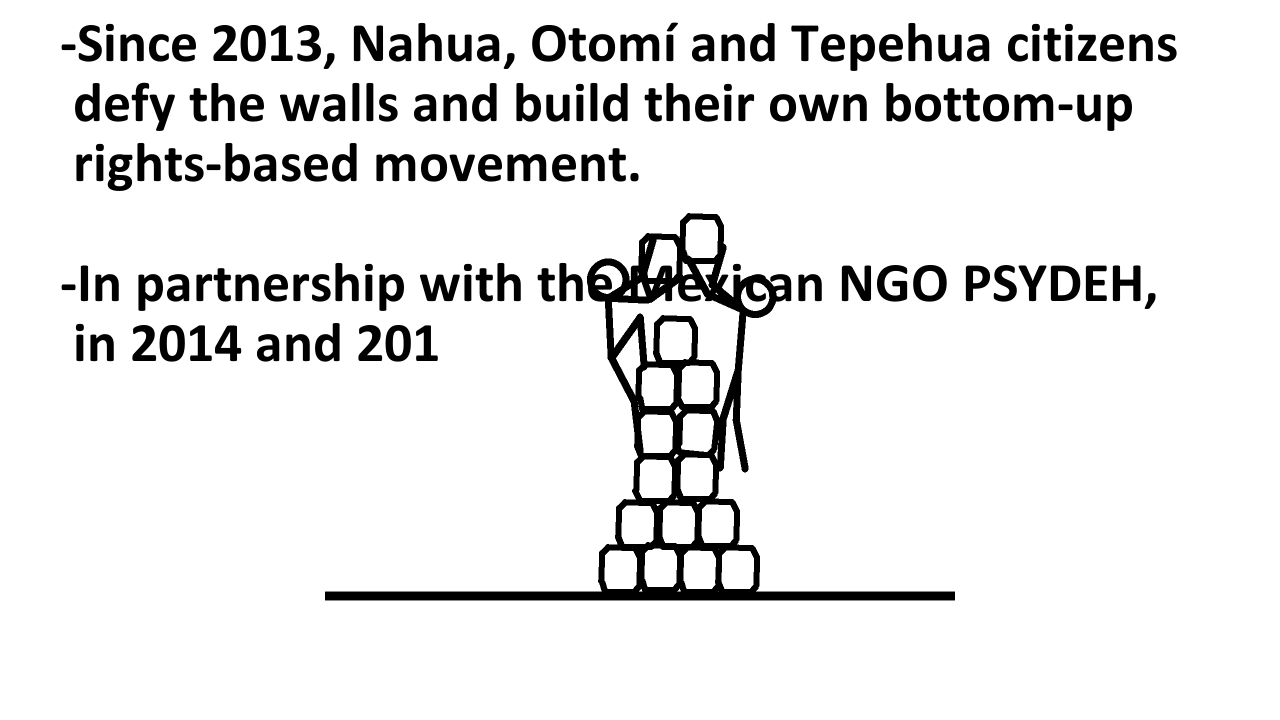 -Since 2013, Nahua, Otomí and Tepehua citizens
defy the walls and build their own bottom-up
rights-based movement.
-In partnership with the Mexican NGO PSYDEH,
in 2014 and 201